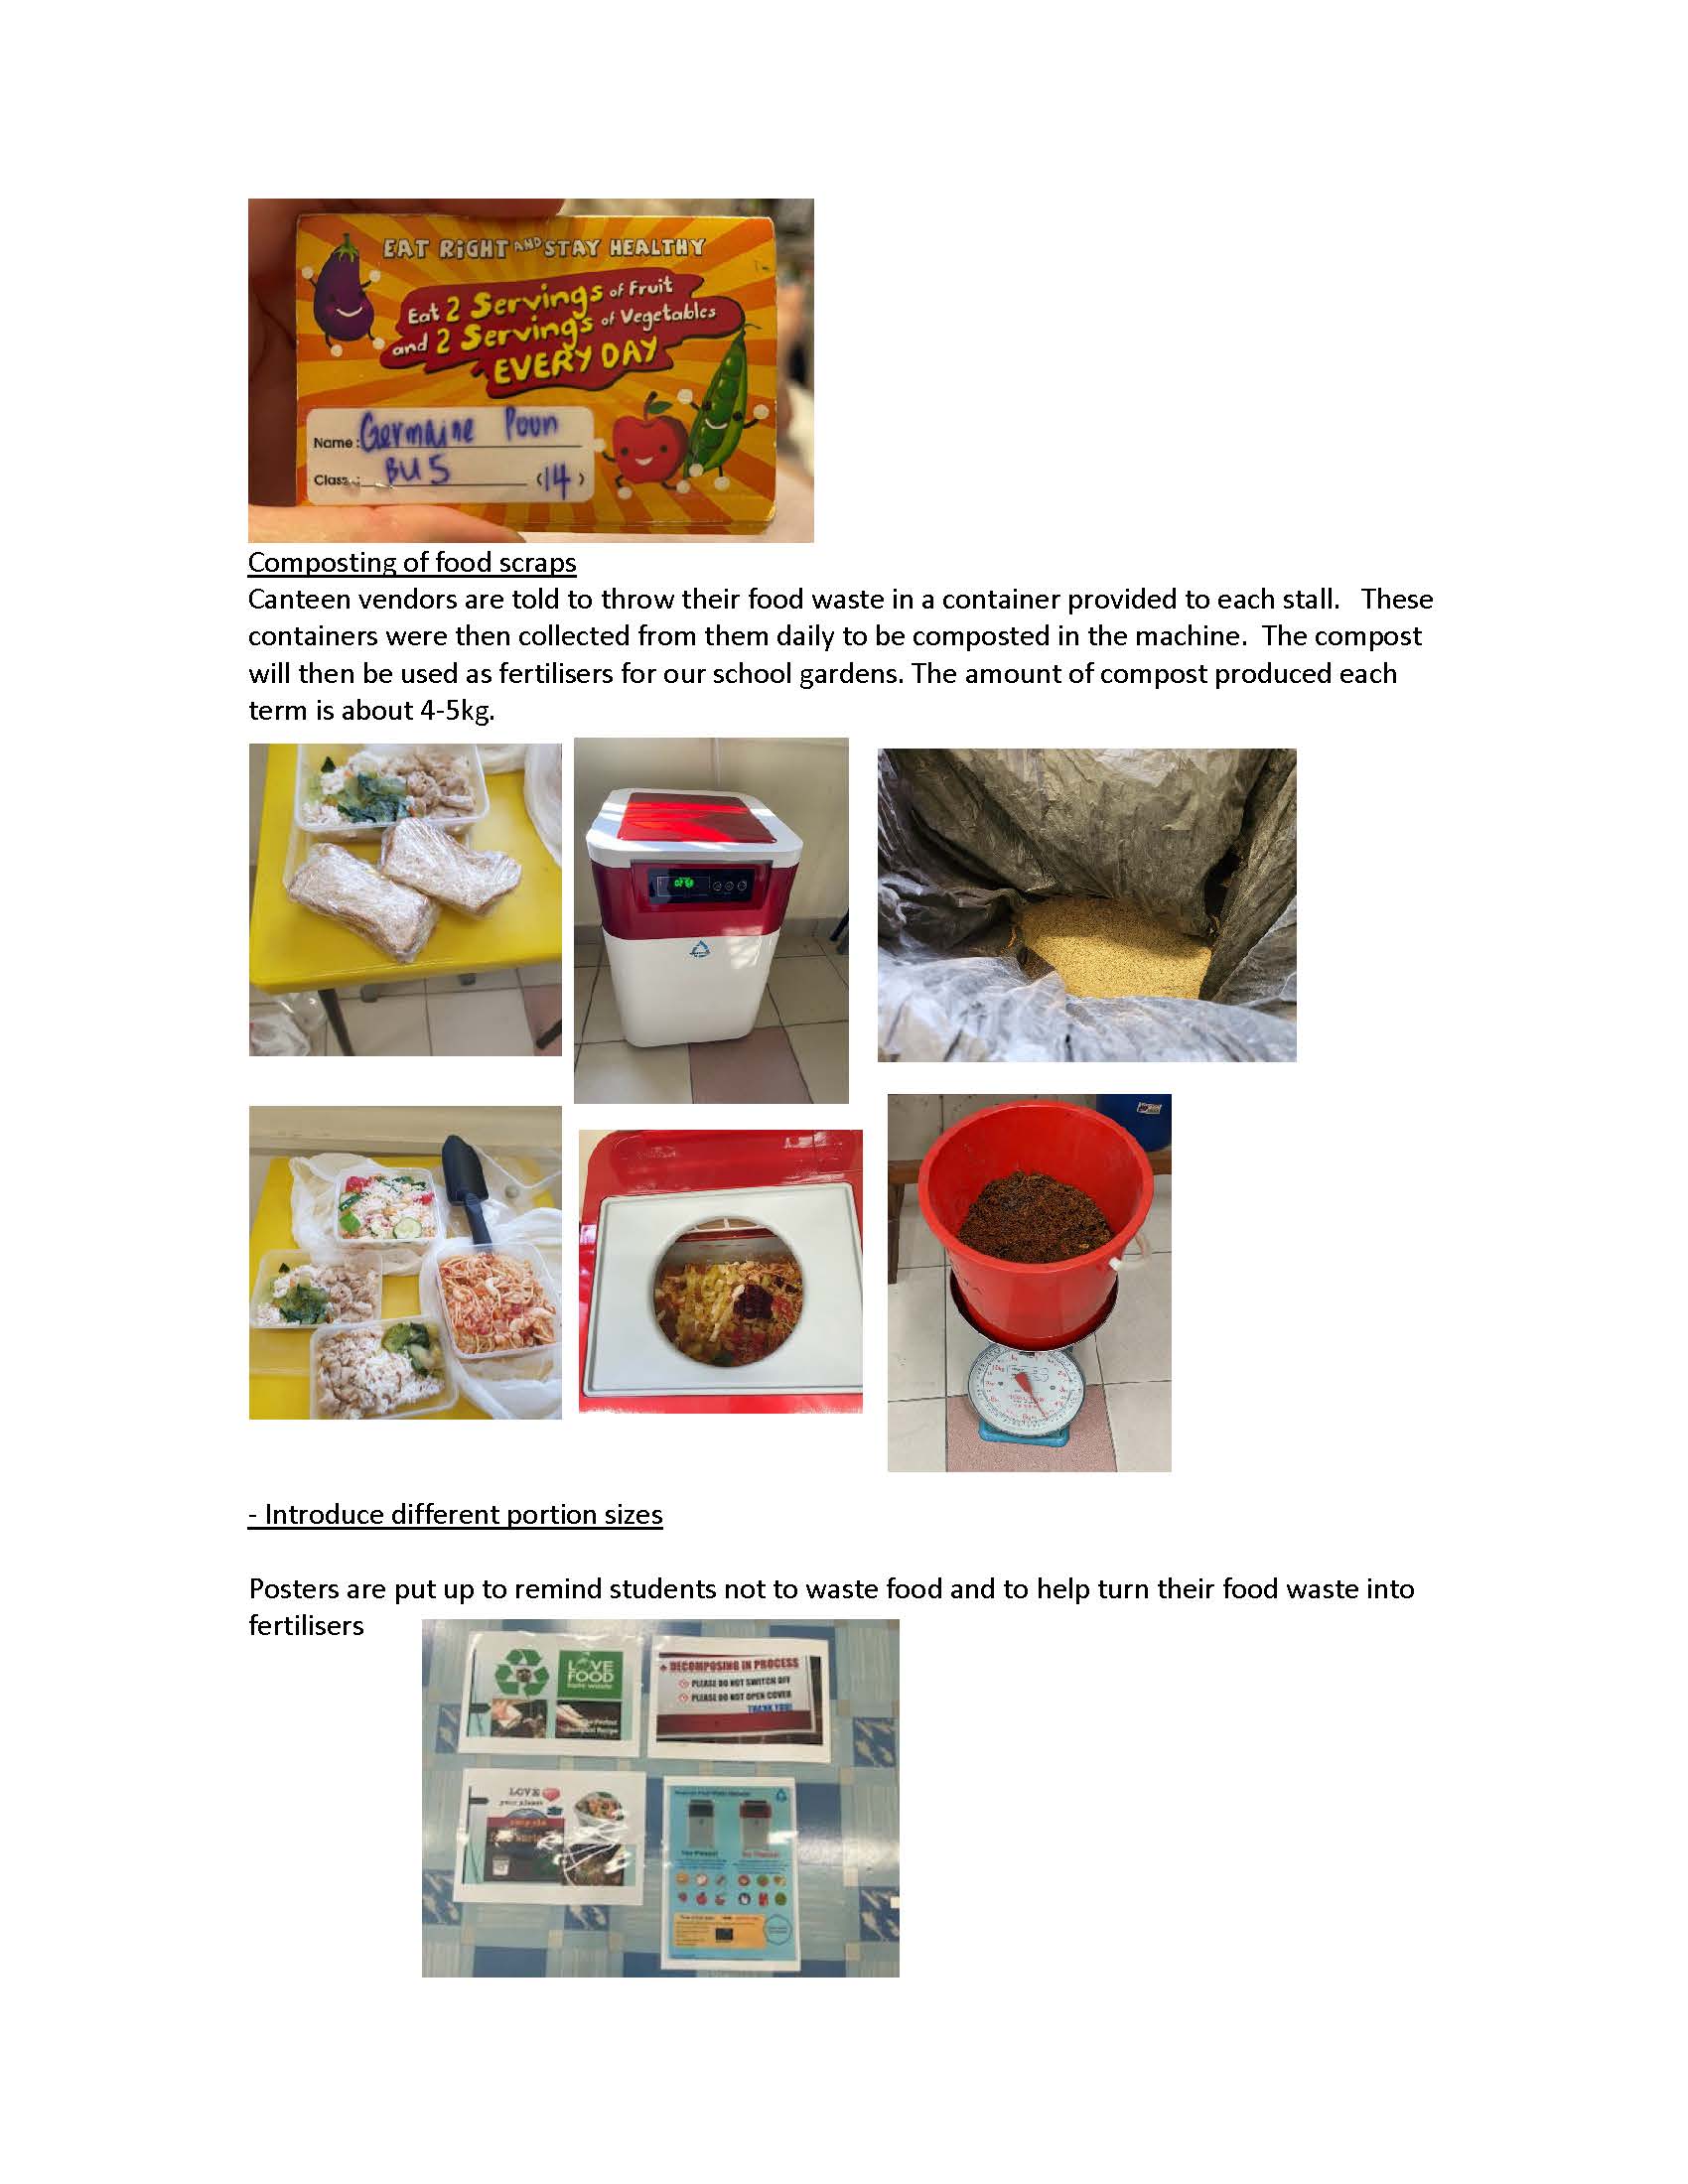 EAT RIGHT AND STAY HEALTHY
Eat 2 Servings of Fruit
and 2 Servings of Vegetables
EVERY DAY
Name: Germaine Poon
Class: BU5 (14)
Composting of food scraps
Canteen vendors are told to throw their food waste in a container provided to each stall. These
containers were then collected from them daily to be composted in the machine. The compost
will then be used as fertilisers for our school gardens. The amount of compost produced each
term is about 4-5kg.
- Introduce different portion sizes
Posters are put up to remind students not to waste food and to help turn their food waste into
fertilisers
LOVE
FOOD
hate waste
DECOMPOSING IN PROCESS
PLEASE DO NOT SWITCH OFF
PLEASE DO NOT OPEN COVER
THANK YOU!
LOVE
your planet